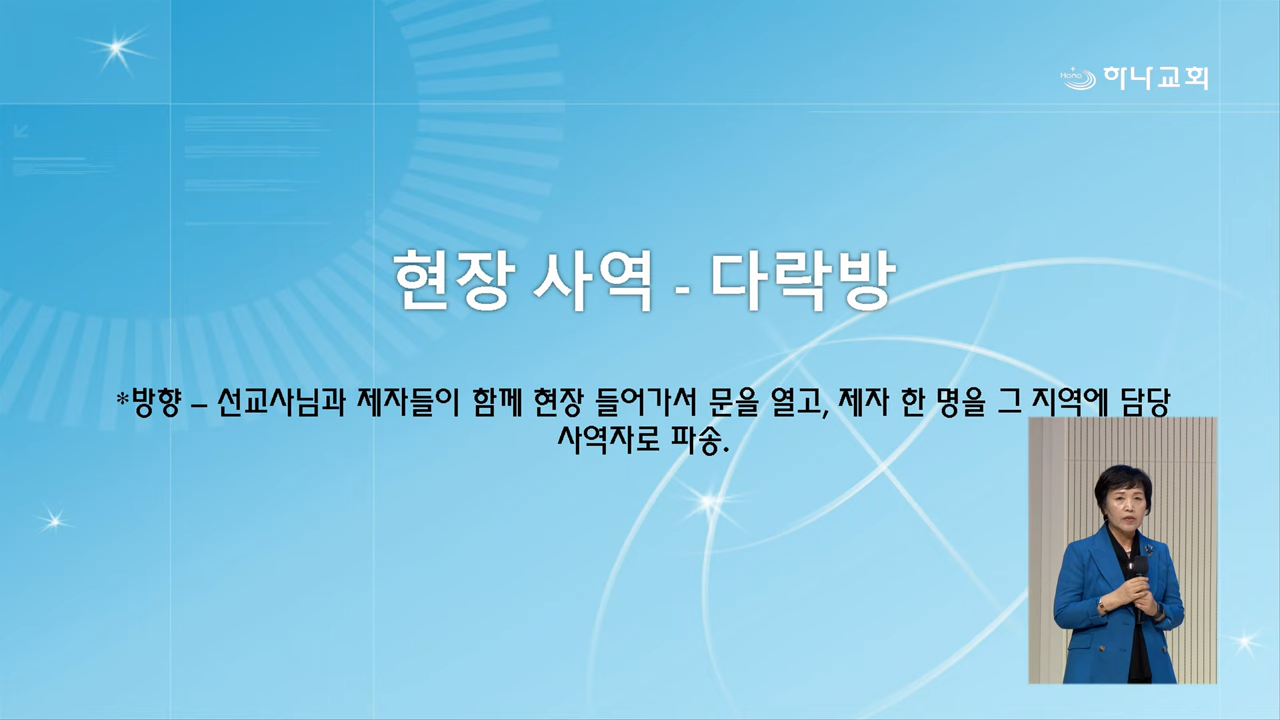 Hana 하나교회
현장 사역 - 다락방
*방향 – 선교사님과 제자들이 함께 현장 들어가서 문을 열고, 제자 한 명을 그 지역에 담당
사역자로 파송.